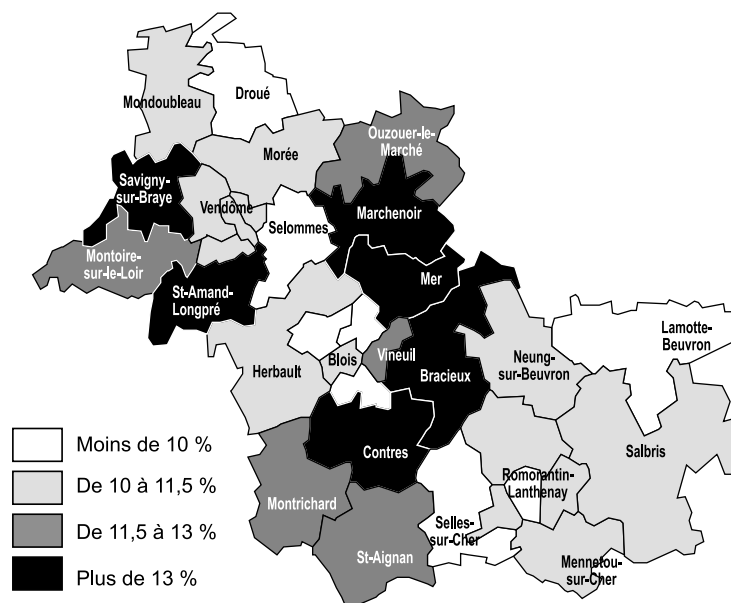 Mondoubleau
Droué
Ouzouer-le-
Marché
Morée
Savigny-
sur-Braye
Vendôme
Marchenoir
Selommes
Montoire-
sur-le-Loir
Mer
St-Amand-
Longpré
Lamotte-
Beuvron
Herbault
Blois
Vineuil
Neung-
sur-Beuvron
Bracieux
Contres
Salbris
Montrichard
Romorantin-
Lanthenay
Selles-
sur-Cher
St-Aignan
Mennetou-
sur-Cher
Moins de 10 %
De 10 à 11,5 %
De 11,5 à 13 %
Plus de 13 %